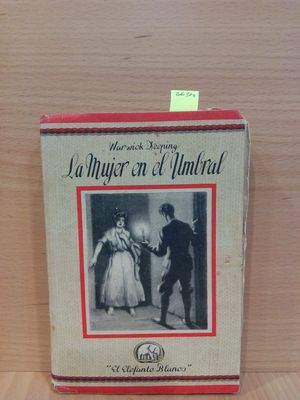 Warwick Deeping
La Mujer en el Umbral
"El Elefante Blanco"